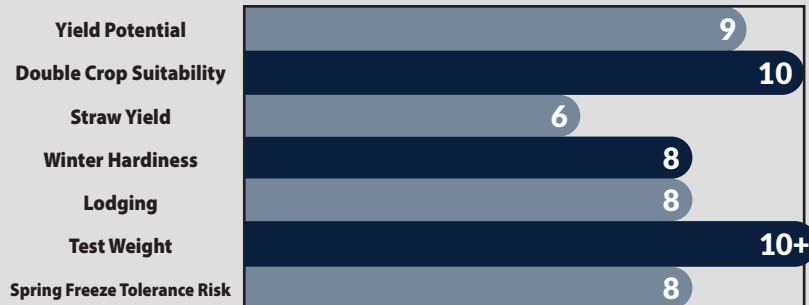 Yield Potential 9
Double Crop Suitability 10
Straw Yield 6
Winter Hardiness 8
Lodging 8
Test Weight 10+
Spring Freeze Tolerance Risk 8